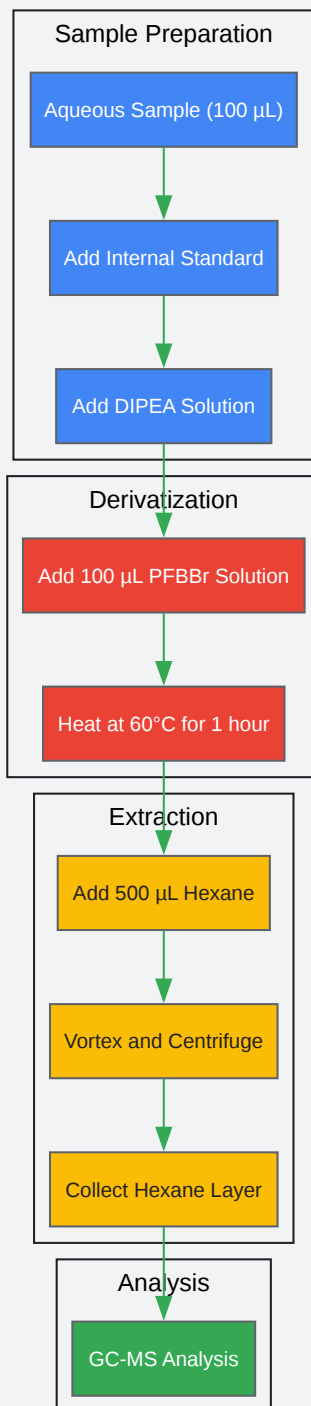 Sample Preparation
Aqueous Sample (100 µL)
Add Internal Standard
Add DIPEA Solution
Derivatization
Add 100 µL PFBBr Solution
Heat at 60°C for 1 hour
Extraction
Add 500 µL Hexane
Vortex and Centrifuge
Collect Hexane Layer
Analysis
GC-MS Analysis